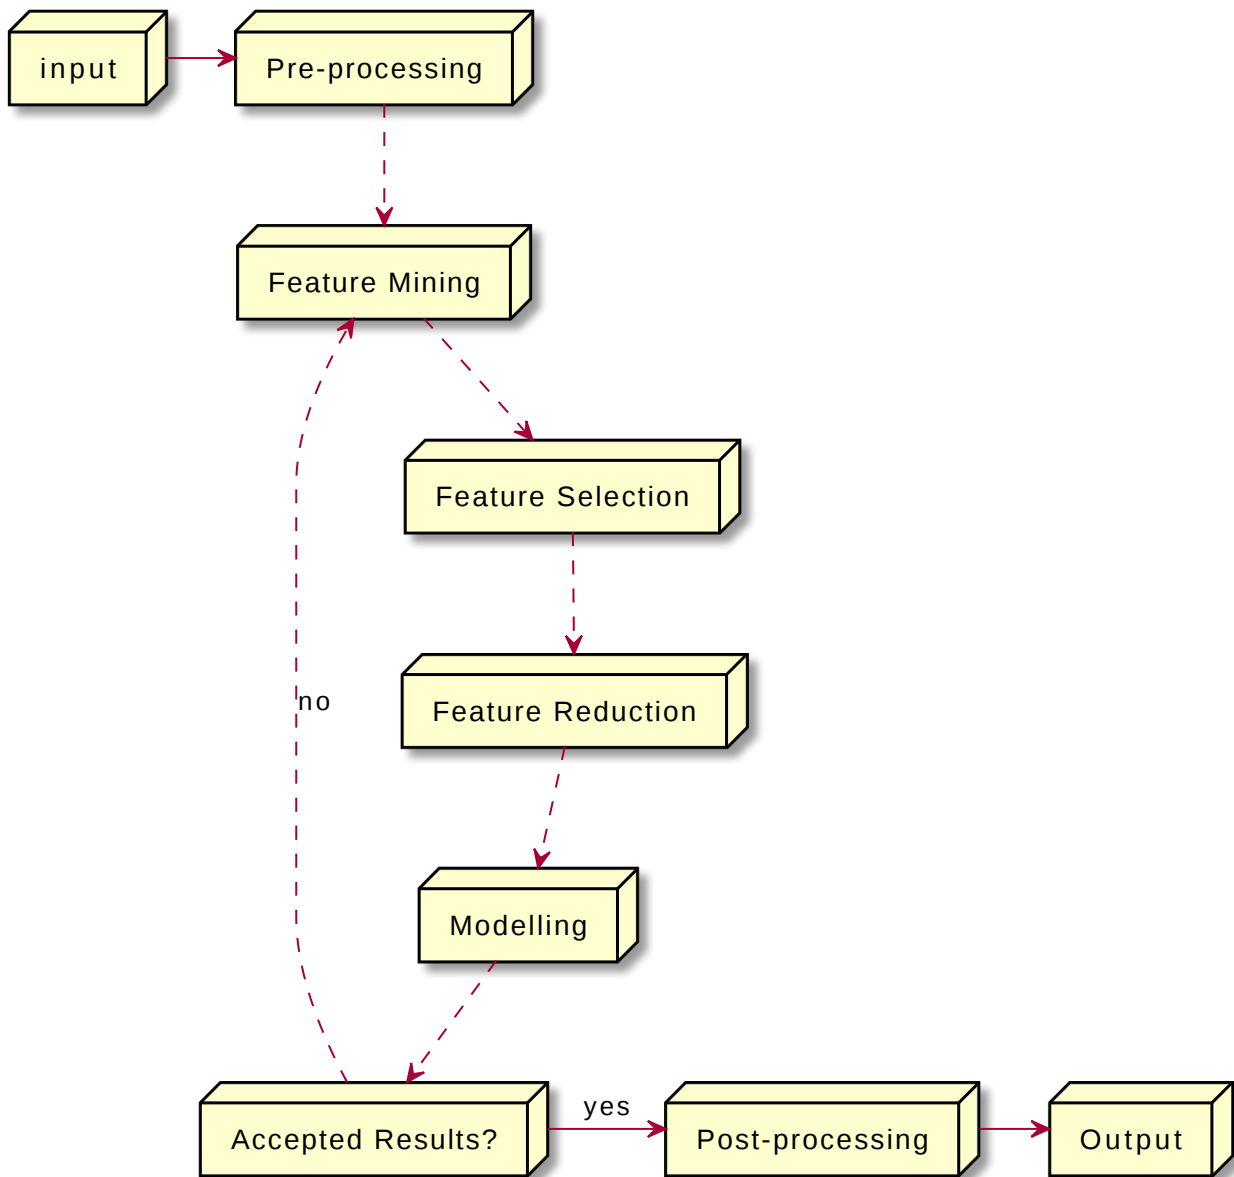 input
Pre-processing
Feature Mining
Feature Selection
Feature Reduction
no
Modelling
Accepted Results?
yes
Post-processing
Output